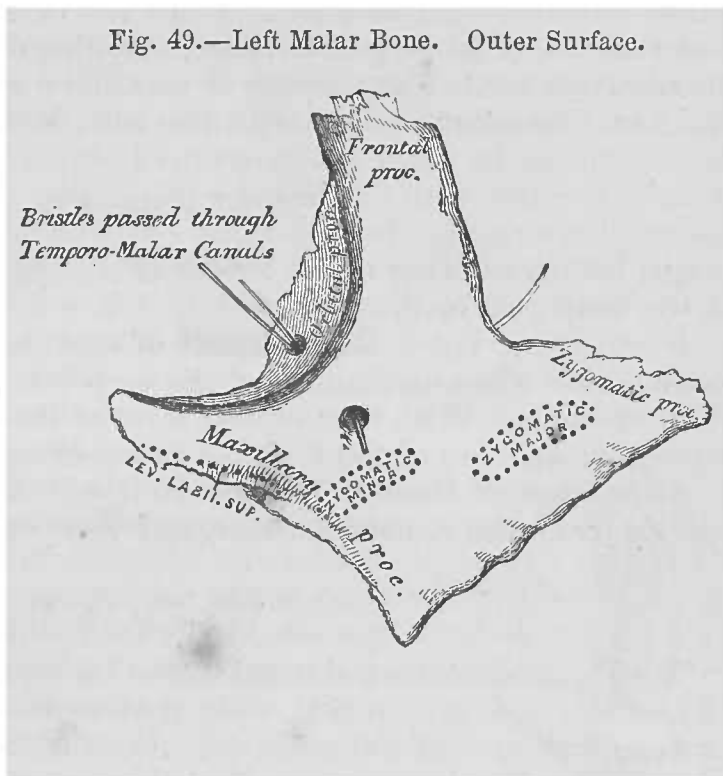 Fig. 49.—Left Malar Bone. Outer Surface.
Frontal
proc.
Bristles passed through
Temporo-Malar Canals
Orbital proc.
Zygomatic proc.
Maxillary
proc.
ZYGOMATIC
MINOR
ZYGOMATIC
MAJOR
LEV. LABII. SUP.